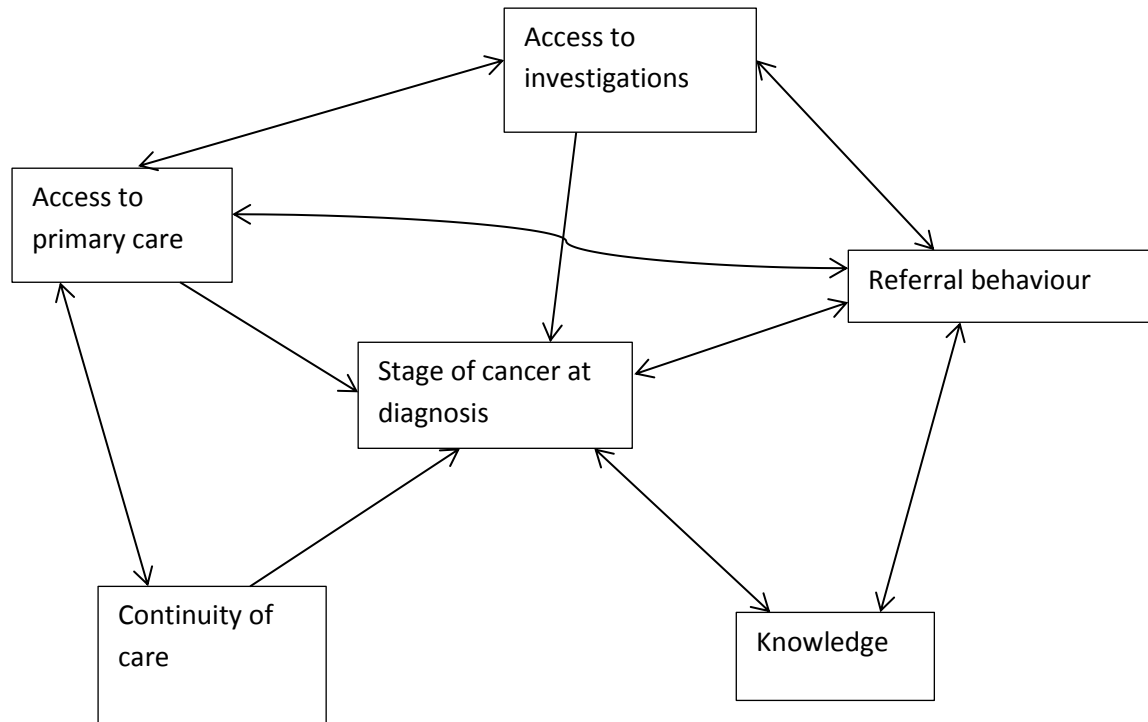 Access to
investigations
Access to
primary care
Referral behaviour
Stage of cancer at
diagnosis
Continuity of
care
Knowledge